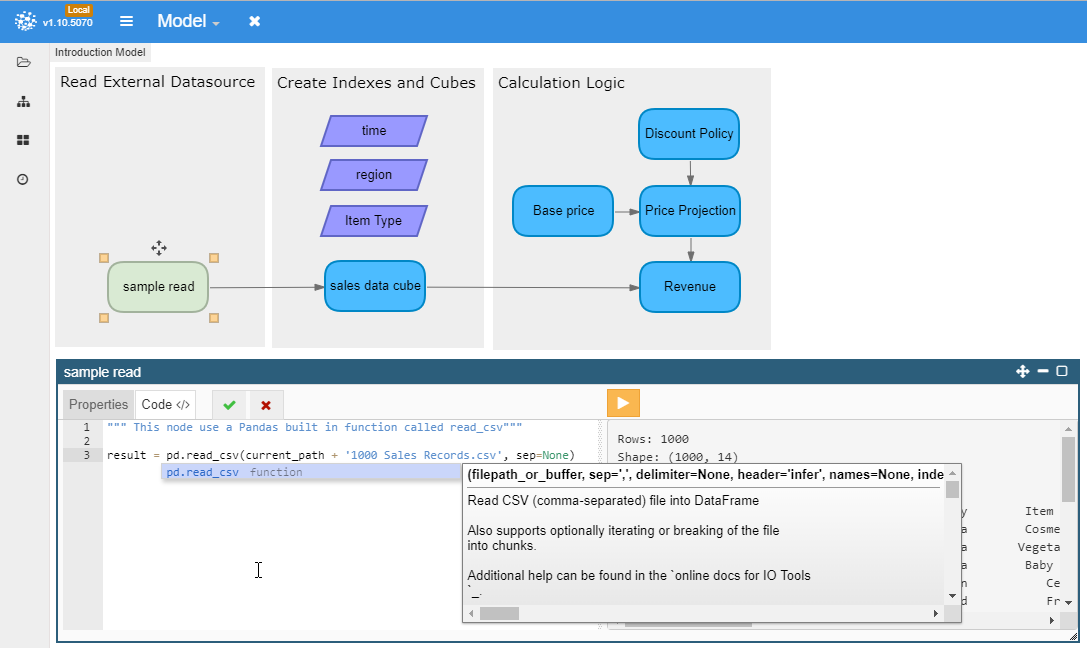 Local
v1.10.5070
Model
Introduction Model
Read External Datasource
Create Indexes and Cubes
Calculation Logic
time
region
Item Type
Discount Policy
Base price
Price Projection
sample read
sales data cube
Revenue
sample read
Properties
Code </>
1 """ This node use a Pandas built in function called read_csv"""
2
3 result = pd.read_csv(current_path + '1000 Sales Records.csv', sep=None)
pd.read_csv function
Rows: 1000
Shape: (1000, 14)
(filepath_or_buffer, sep=',', delimiter=None, header='infer', names=None, inde
Read CSV (comma-separated) file into DataFrame
Also supports optionally iterating or breaking of the file
into chunks.
Additional help can be found in the `online docs for IO Tools
`_.
y Item
a Cosme
a Vegeta
a Baby
n Ce
d Fr